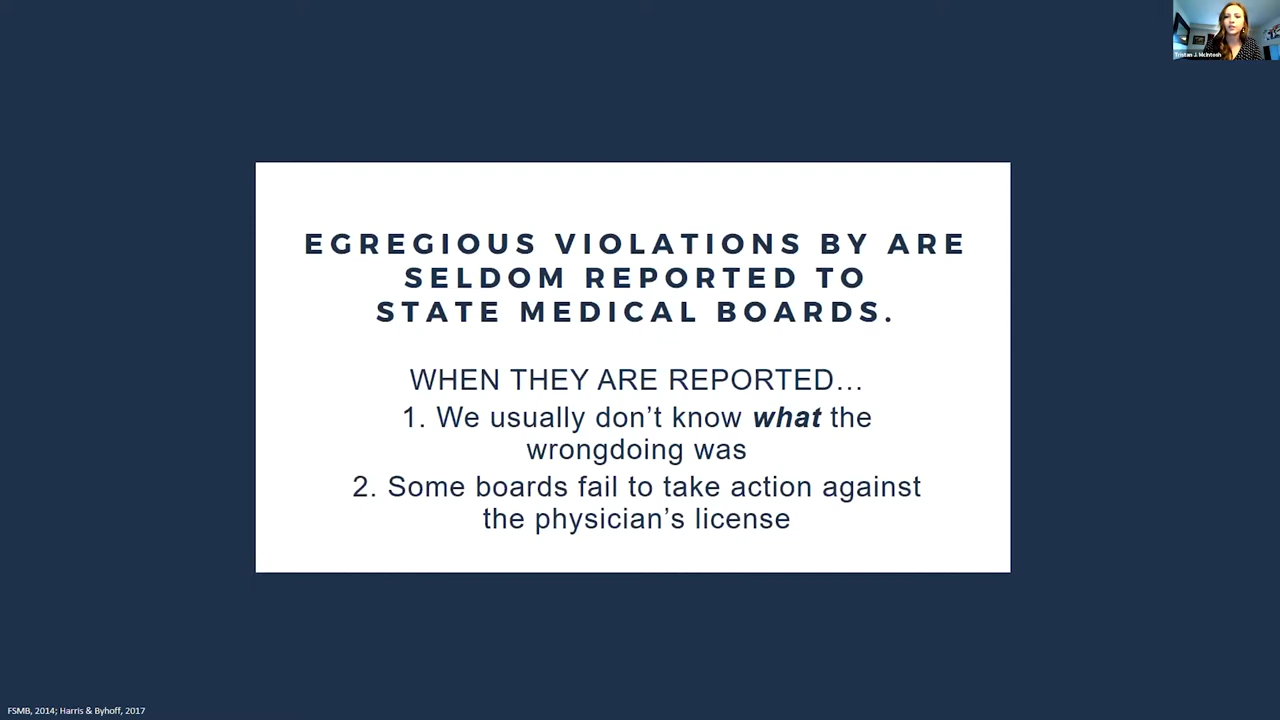 Tristan J. McIntosh
EGREGIOUS VIOLATIONS BY ARE
SELDOM REPORTED TO
STATE MEDICAL BOARDS.
WHEN THEY ARE REPORTED…
1. We usually don’t know what the
wrongdoing was
2. Some boards fail to take action against
the physician’s license
FSMB, 2014; Harris & Byhoff, 2017